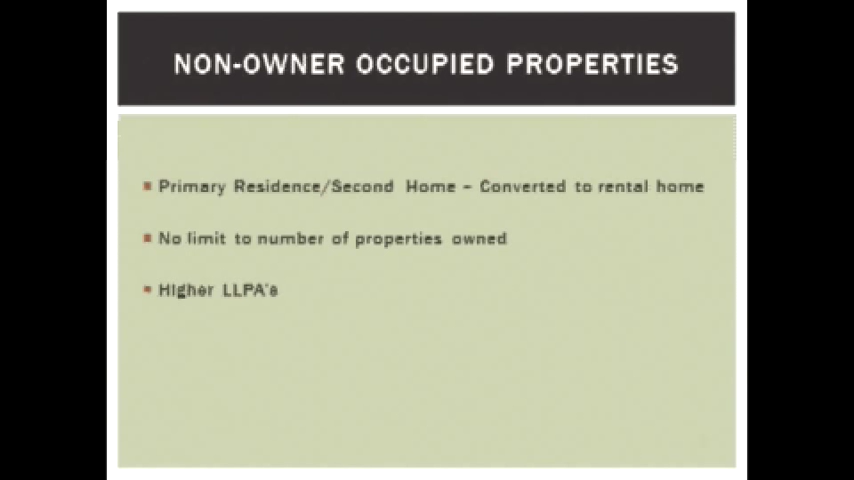 NON-OWNER OCCUPIED PROPERTIES
Primary Residence/Second Home – Converted to rental home
No limit to number of properties owned
Higher LLPA's